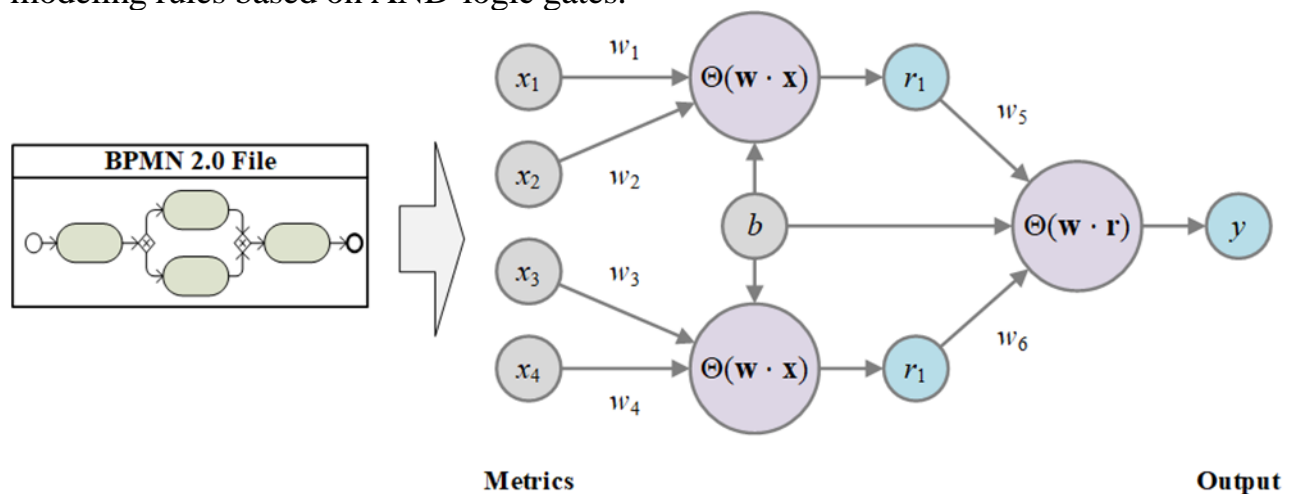 modeling rules based on AND-logic gates.
BPMN 2.0 File
x1
w1
Θ(w · x)
r1
w5
x2
w2
b
Θ(w · r)
y
x3
w3
x4
w4
Θ(w · x)
r1
w6
Metrics
Output